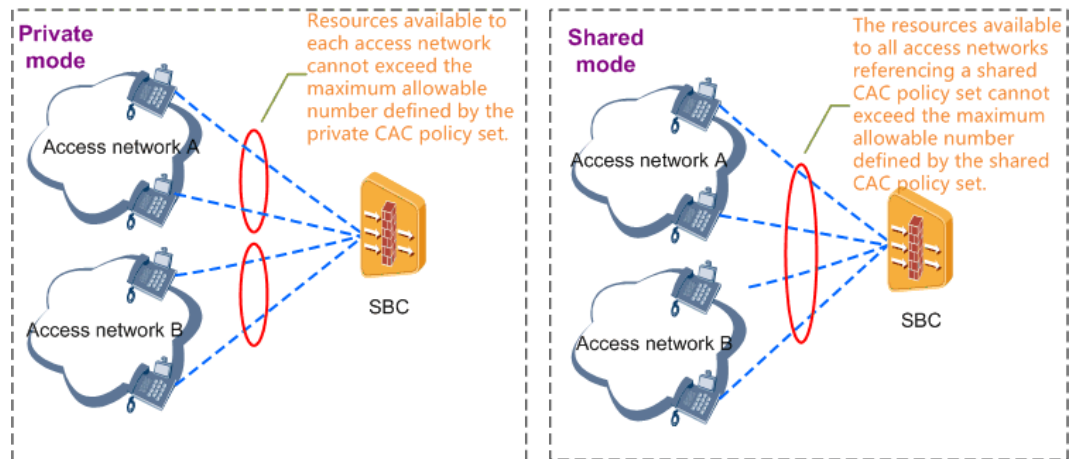 Private
mode
Resources available to
each access network
cannot exceed the
maximum allowable
number defined by the
private CAC policy set.
Access network A
Access network B
SBC
Shared
mode
The resources available
to all access networks
referencing a shared
CAC policy set cannot
exceed the maximum
allowable number
defined by the shared
CAC policy set.
Access network A
Access network B
SBC